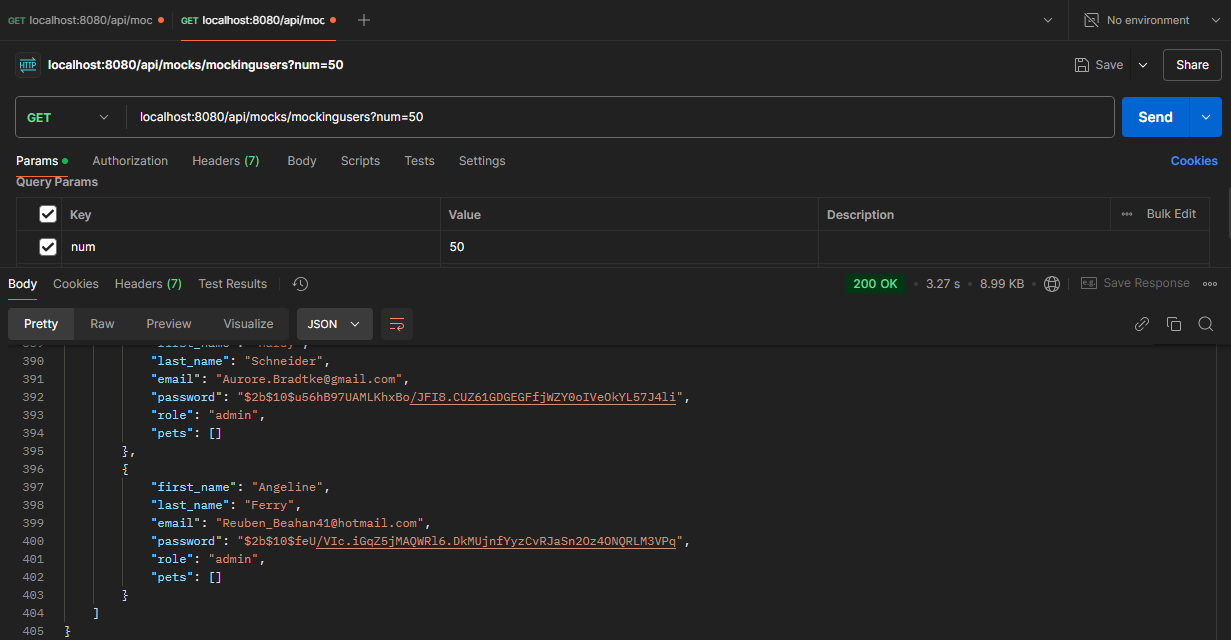 GET localhost:8080/api/moc GET localhost:8080/api/moc No environment
HTTP localhost:8080/api/mocks/mockingusers?num=50 Save Share
GET localhost:8080/api/mocks/mockingusers?num=50 Send
Params Authorization Headers (7) Body Scripts Tests Settings Cookies
Query Params
Key Value Description Bulk Edit
num 50
Body Cookies Headers (7) Test Results 200 OK 3.27 s 8.99 KB Save Response
Pretty Raw Preview Visualize JSON
390 "last_name": "Schneider",
391 "email": "Aurore.Bradtke@gmail.com",
392 "password": "$2b$10$u56hB97UAMLKhxBo/JFI8.CUZ61GDGEGFfjWZY0oIVeOkYL57J4li",
393 "role": "admin",
394 "pets": []
395 },
396 {
397 "first_name": "Angeline",
398 "last_name": "Ferry",
399 "email": "Reuben_Beahan41@hotmail.com",
400 "password": "$2b$10$feU/VIc.iGqZ5jMAQWRl6.DkMUjnfYyzCvRJaSn2Oz4ONQRLM3VPq",
401 "role": "admin",
402 "pets": []
403 }
404 ]
405 }